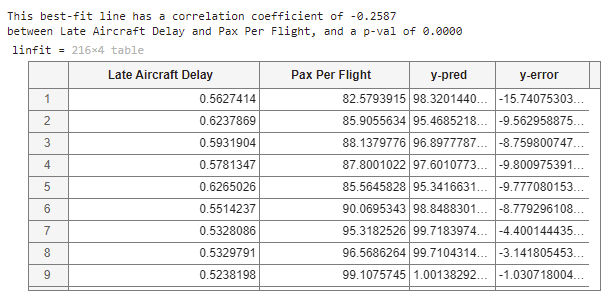 This best-fit line has a correlation coefficient of -0.2587
between Late Aircraft Delay and Pax Per Flight, and a p-val of 0.0000
linfit = 216×4 table
Late Aircraft Delay Pax Per Flight y-pred y-error
1 0.5627414 82.5793915 98.3201440... -15.74075303...
2 0.6237869 85.9055634 95.4685218... -9.562958875...
3 0.5931904 88.1379776 96.8977787... -8.759800747...
4 0.5781347 87.8001022 97.6010773... -9.800975391...
5 0.6265026 85.5645828 95.3416631... -9.777080153...
6 0.5514237 90.0695343 98.8488301... -8.779296108...
7 0.5328086 95.3182526 99.7183974... -4.400144435...
8 0.5329791 96.5686264 99.7104314... -3.141805453...
9 0.5238198 99.1075745 1.00138292... -1.030718004...